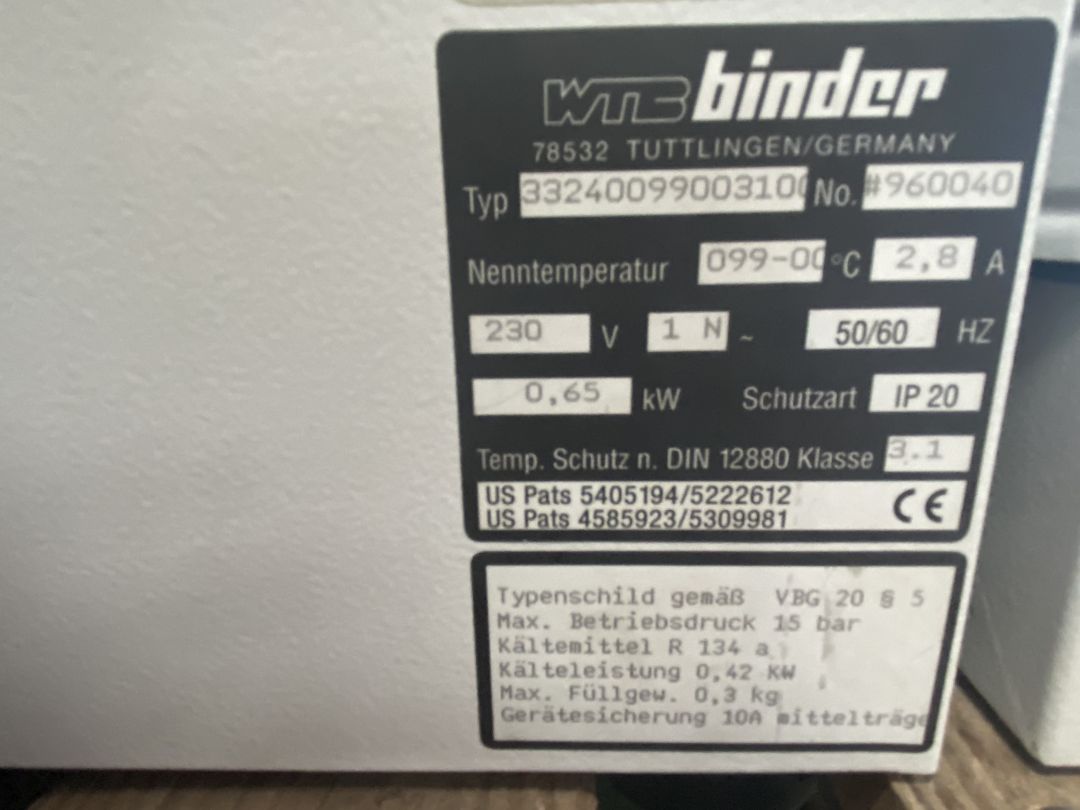 WTC binder
78532 TUTTLINGEN/GERMANY
Typ 3324009900310 No. #960040
Nenntemperatur 099-00 °C 2,8 A
230 V 1 N ~ 50/60 HZ
0,65 kW Schutzart IP 20
Temp. Schutz n. DIN 12880 Klasse 3.1
US Pats 5405194/5222612
US Pats 4585923/5309981 CE
Typenschild gemäß VBG 20 § 5
Max. Betriebsdruck 15 bar
Kältemittel R 134 a
Kälteleistung 0,42 KW
Max. Füllgew. 0,3 kg
Gerätesicherung 10A mittelträge